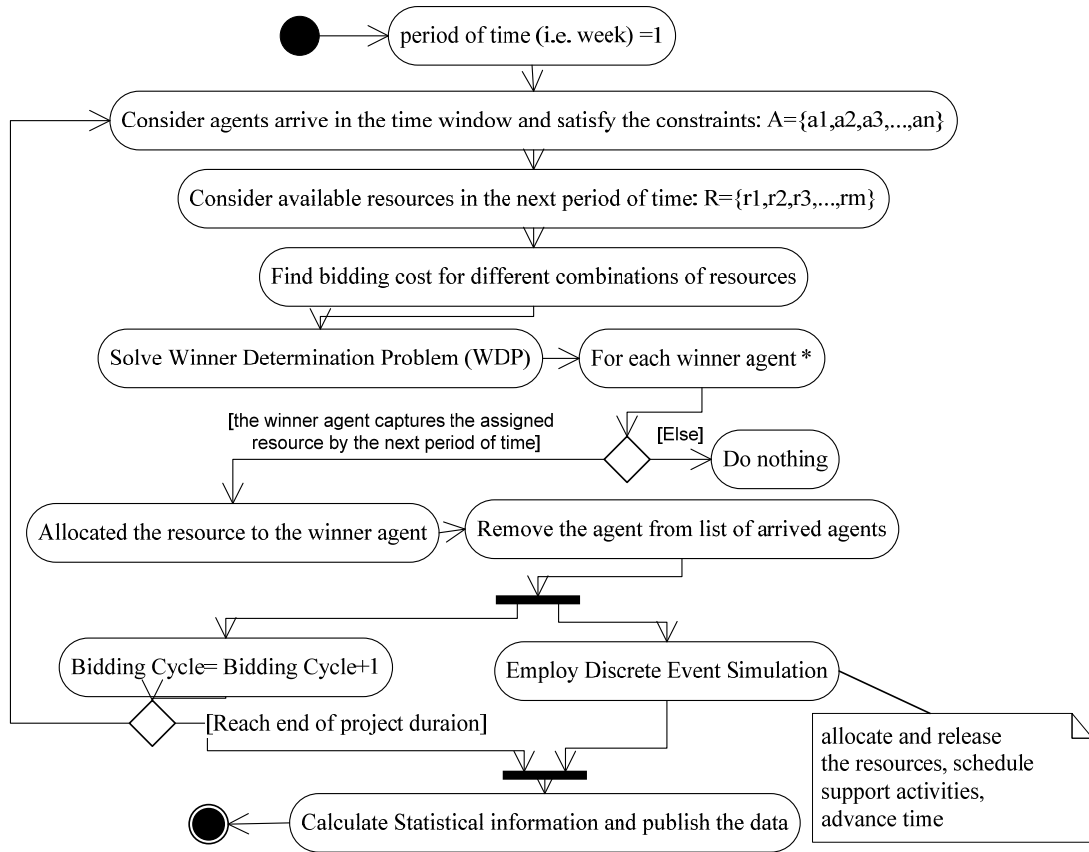 period of time (i.e. week) =1
Consider agents arrive in the time window and satisfy the constraints: A={a1,a2,a3,...,an}
Consider available resources in the next period of time: R={r1,r2,r3,...,rm}
Find bidding cost for different combinations of resources
Solve Winner Determination Problem (WDP)
For each winner agent *
[the winner agent captures the assigned
resource by the next period of time]
[Else]
Do nothing
Allocated the resource to the winner agent
Remove the agent from list of arrived agents
Bidding Cycle= Bidding Cycle+1
Employ Discrete Event Simulation
[Reach end of project duraion]
allocate and release
the resources, schedule
support activities,
advance time
Calculate Statistical information and publish the data